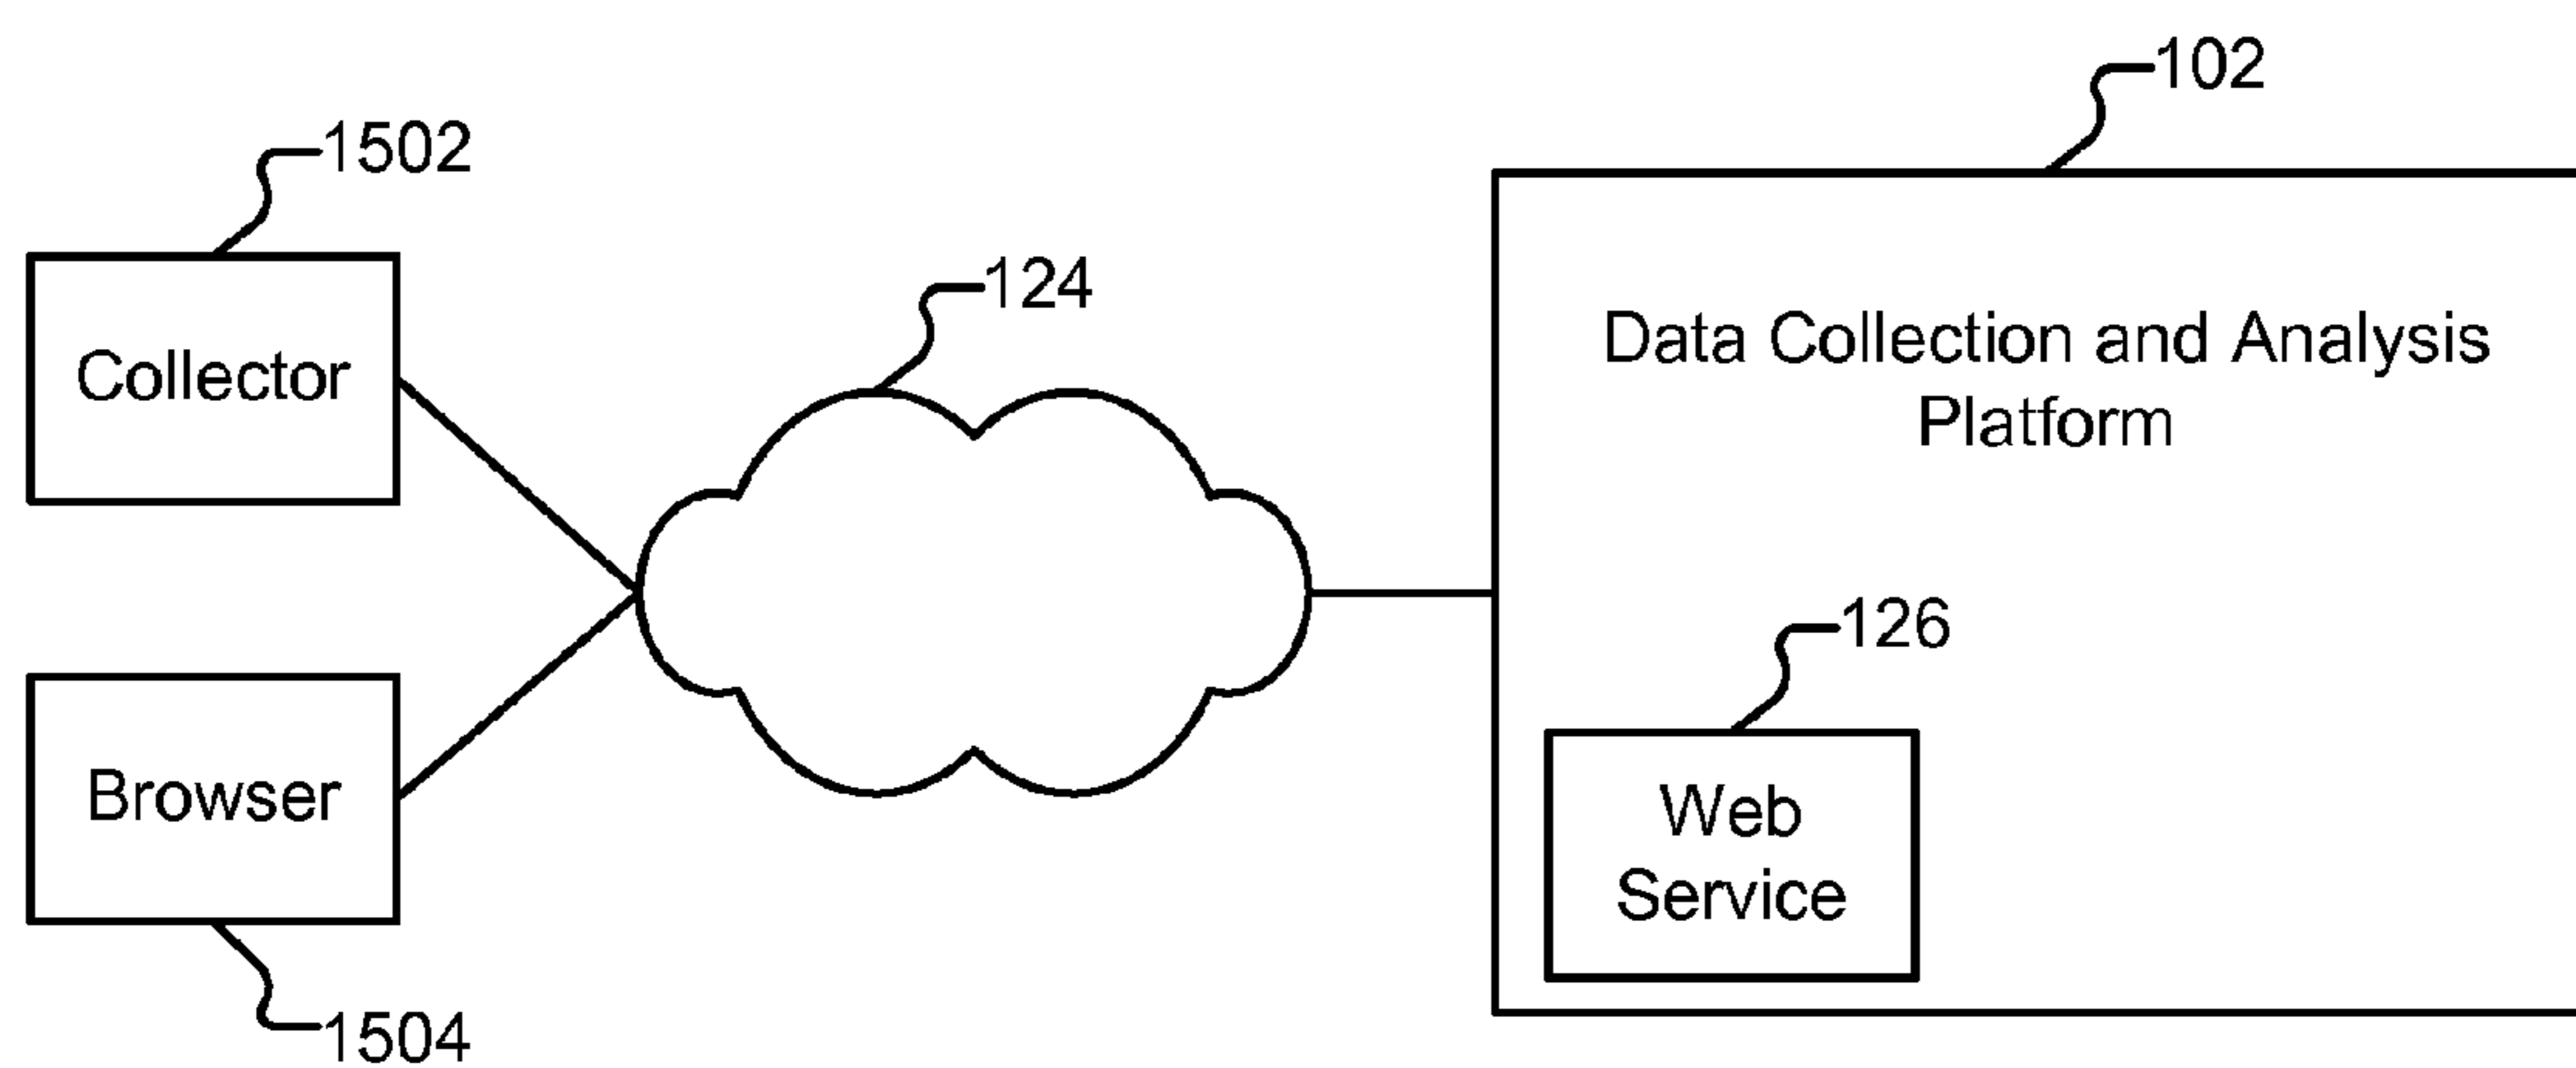 102
1502
124
Collector
Data Collection and Analysis
Platform
126
Browser
Web
Service
1504